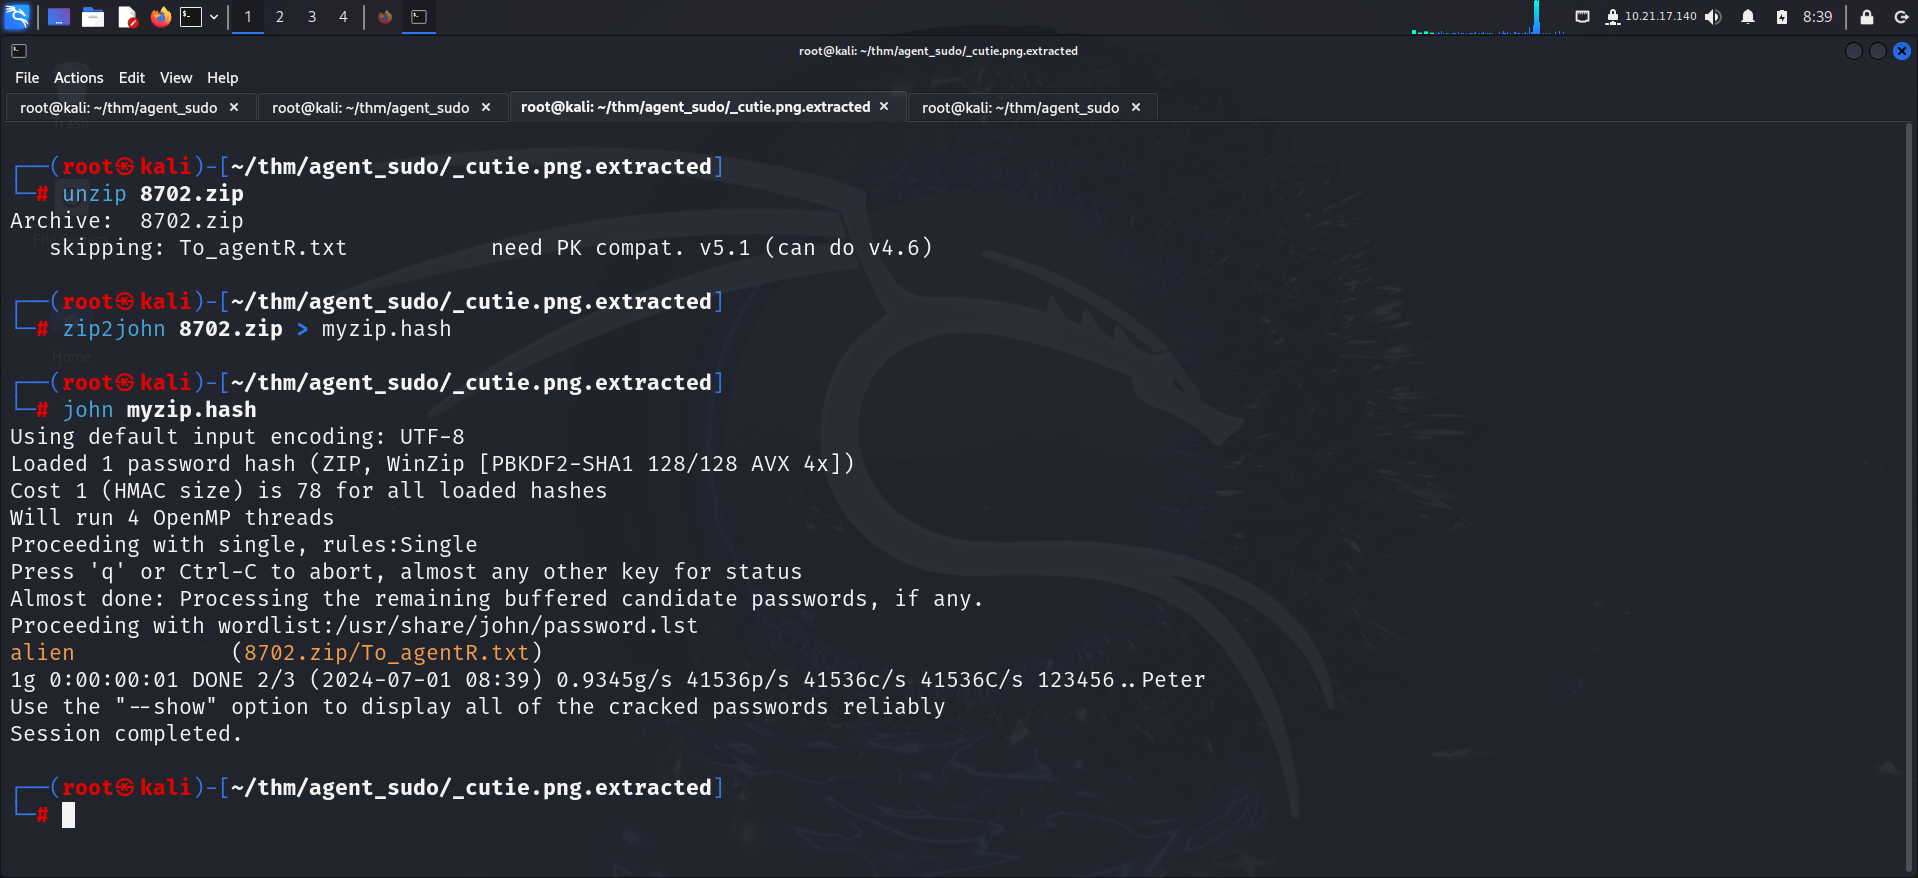 1 2 3 4 10.21.17.140 8:39
root@kali: ~/thm/agent_sudo/_cutie.png.extracted
File Actions Edit View Help
root@kali: ~/thm/agent_sudo × root@kali: ~/thm/agent_sudo × root@kali: ~/thm/agent_sudo/_cutie.png.extracted × root@kali: ~/thm/agent_sudo ×
Trash
┌──(root㉿kali)-[~/thm/agent_sudo/_cutie.png.extracted]
└─# unzip 8702.zip
Archive:  8702.zip
   skipping: To_agentR.txt           need PK compat. v5.1 (can do v4.6)
┌──(root㉿kali)-[~/thm/agent_sudo/_cutie.png.extracted]
└─# zip2john 8702.zip > myzip.hash
Home
┌──(root㉿kali)-[~/thm/agent_sudo/_cutie.png.extracted]
└─# john myzip.hash
Using default input encoding: UTF-8
Loaded 1 password hash (ZIP, WinZip [PBKDF2-SHA1 128/128 AVX 4x])
Cost 1 (HMAC size) is 78 for all loaded hashes
Will run 4 OpenMP threads
Proceeding with single, rules:Single
Press 'q' or Ctrl-C to abort, almost any other key for status
Almost done: Processing the remaining buffered candidate passwords, if any.
Proceeding with wordlist:/usr/share/john/password.lst
alien            (8702.zip/To_agentR.txt)
1g 0:00:00:01 DONE 2/3 (2024-07-01 08:39) 0.9345g/s 41536p/s 41536c/s 41536C/s 123456..Peter
Use the "--show" option to display all of the cracked passwords reliably
Session completed.
┌──(root㉿kali)-[~/thm/agent_sudo/_cutie.png.extracted]
└─#